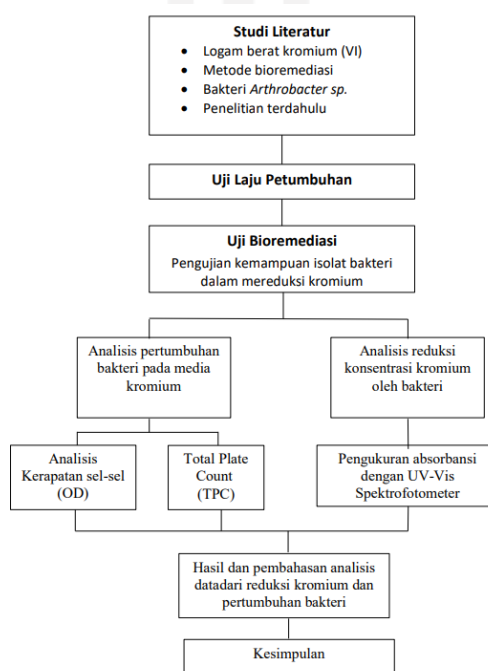 Studi Literatur
• Logam berat kromium (VI)
• Metode bioremediasi
• Bakteri Arthrobacter sp.
• Penelitian terdahulu
Uji Laju Petumbuhan
Uji Bioremediasi
Pengujian kemampuan isolat bakteri
dalam mereduksi kromium
Analisis pertumbuhan
bakteri pada media
kromium
Analisis reduksi
konsentrasi kromium
oleh bakteri
Analisis
Kerapatan sel-sel
(OD)
Total Plate
Count
(TPC)
Pengukuran absorbansi
dengan UV-Vis
Spektrofotometer
Hasil dan pembahasan analisis
datadari reduksi kromium dan
pertumbuhan bakteri
Kesimpulan